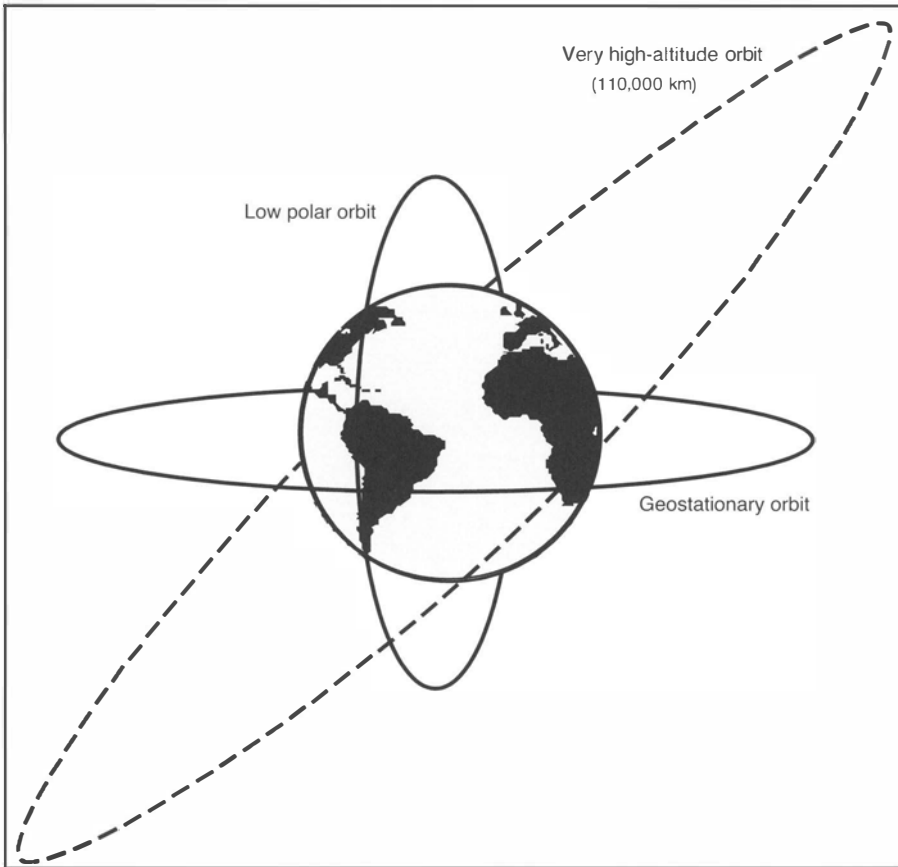 Very high-altitude orbit
(110,000 km)
Low polar orbit
Geostationary orbit